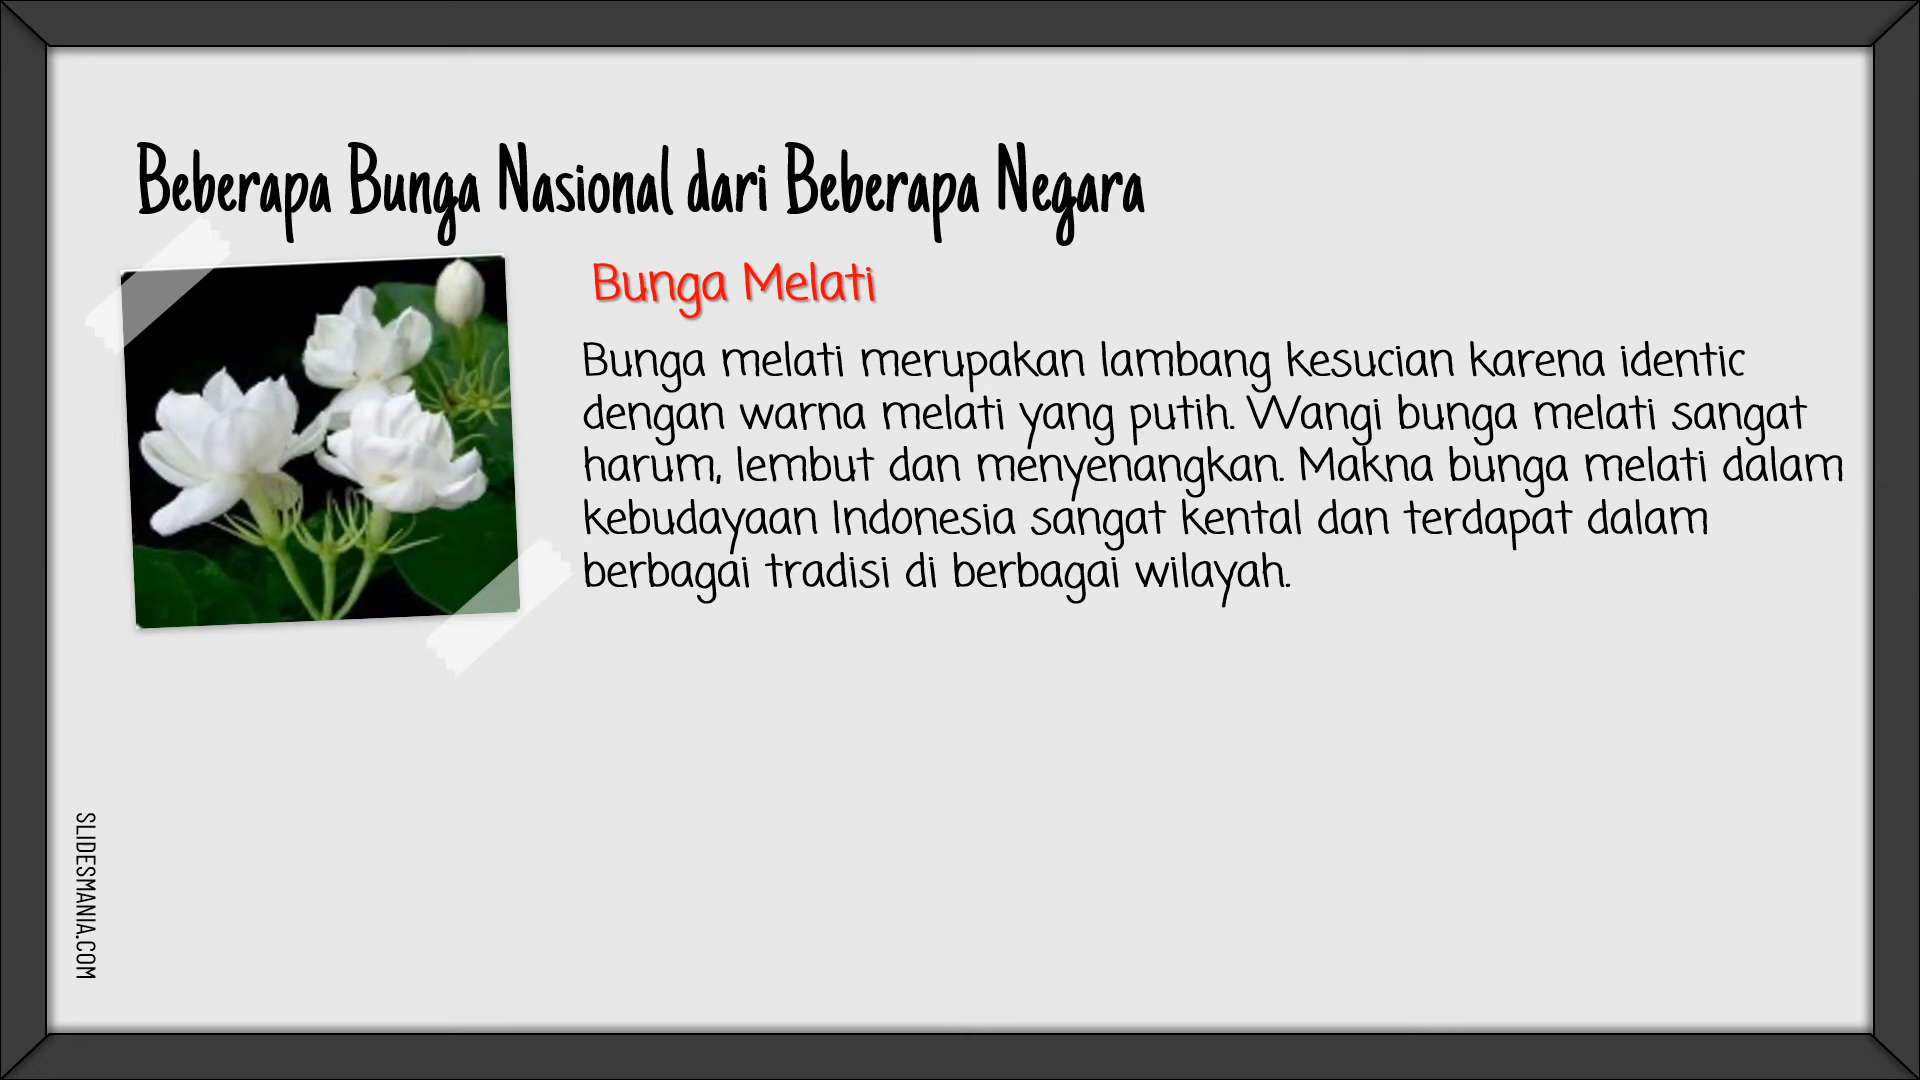 Beberapa Bunga Nasional dari Beberapa Negara
Bunga Melati
Bunga melati merupakan lambang kesucian karena identic
dengan warna melati yang putih. Wangi bunga melati sangat
harum, lembut dan menyenangkan. Makna bunga melati dalam
kebudayaan Indonesia sangat kental dan terdapat dalam
berbagai tradisi di berbagai wilayah.
SLIDESMANIA.COM